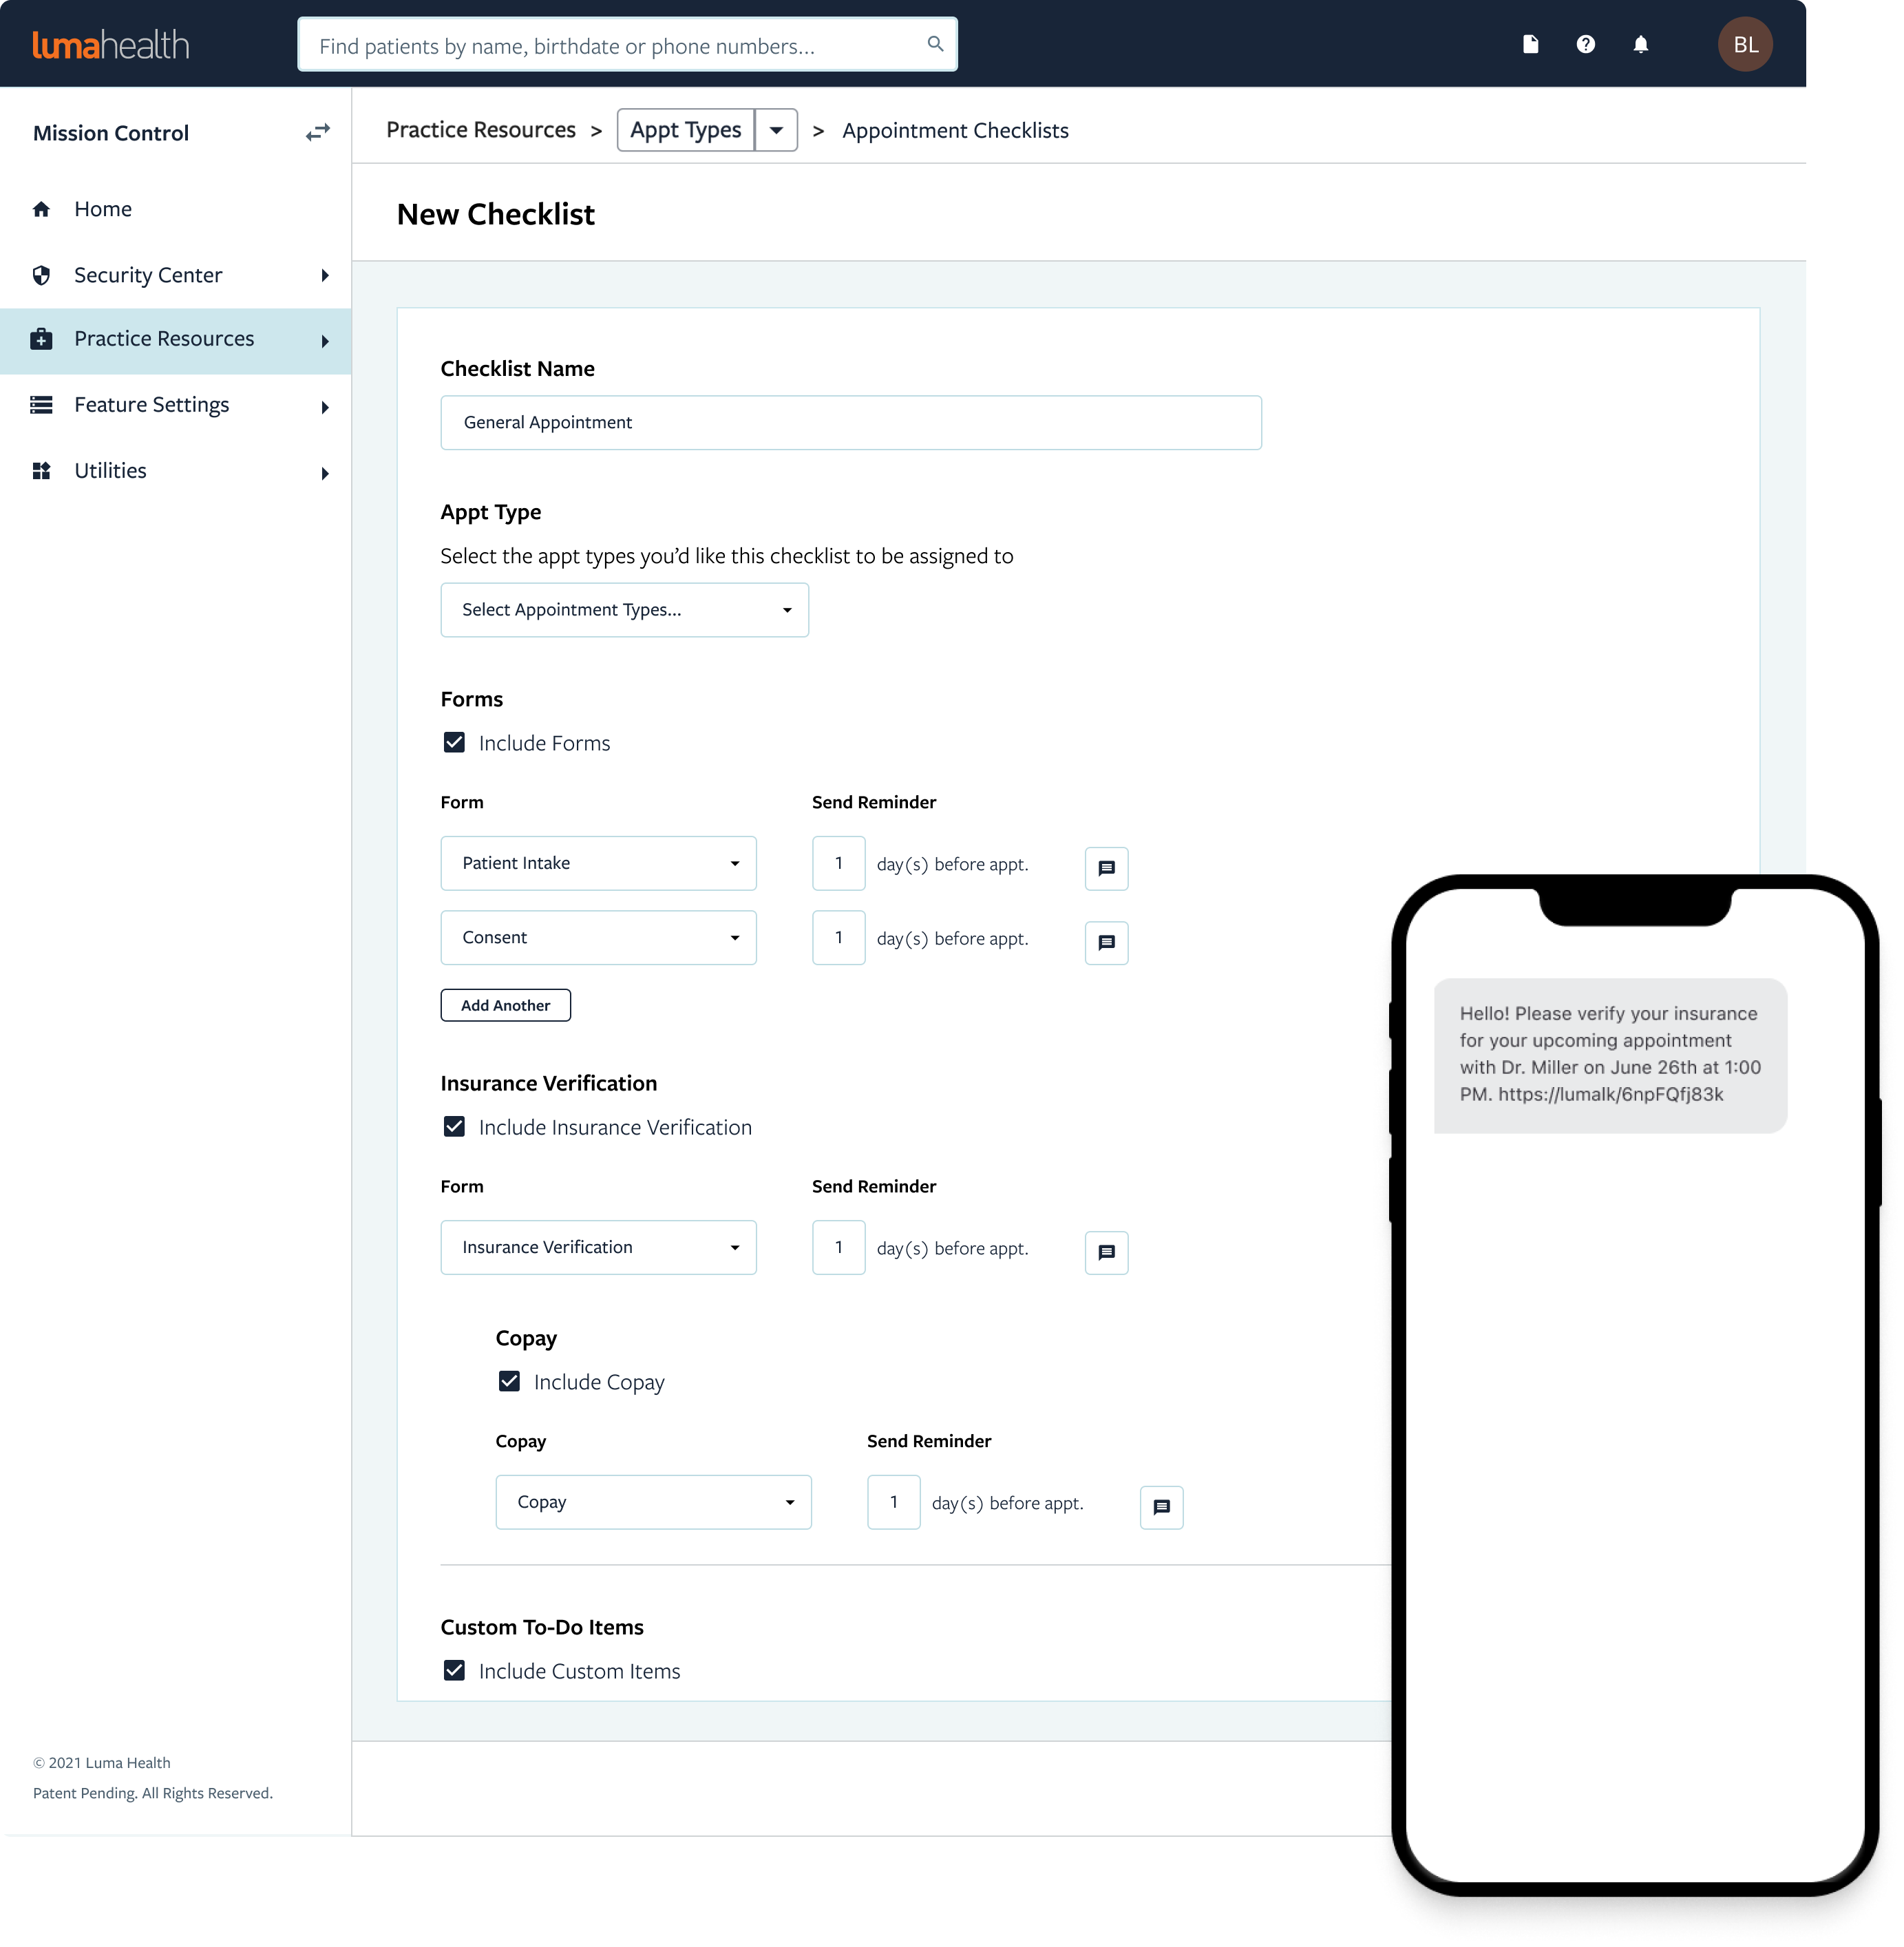 lumahealth
Find patients by name, birthdate or phone numbers...
BL
Mission Control
Home
Security Center
Practice Resources
Feature Settings
Utilities
© 2021 Luma Health
Patent Pending. All Rights Reserved.
Practice Resources > Appt Types > Appointment Checklists
New Checklist
Checklist Name
General Appointment
Appt Type
Select the appt types you’d like this checklist to be assigned to
Select Appointment Types...
Forms
Include Forms
Form Send Reminder
Patient Intake 1 day(s) before appt.
Consent 1 day(s) before appt.
Add Another
Insurance Verification
Include Insurance Verification
Form Send Reminder
Insurance Verification 1 day(s) before appt.
Copay
Include Copay
Copay Send Reminder
Copay 1 day(s) before appt.
Custom To-Do Items
Include Custom Items
Hello! Please verify your insurance
for your upcoming appointment
with Dr. Miller on June 26th at 1:00
PM. https://lumalk/6npFQfj83k